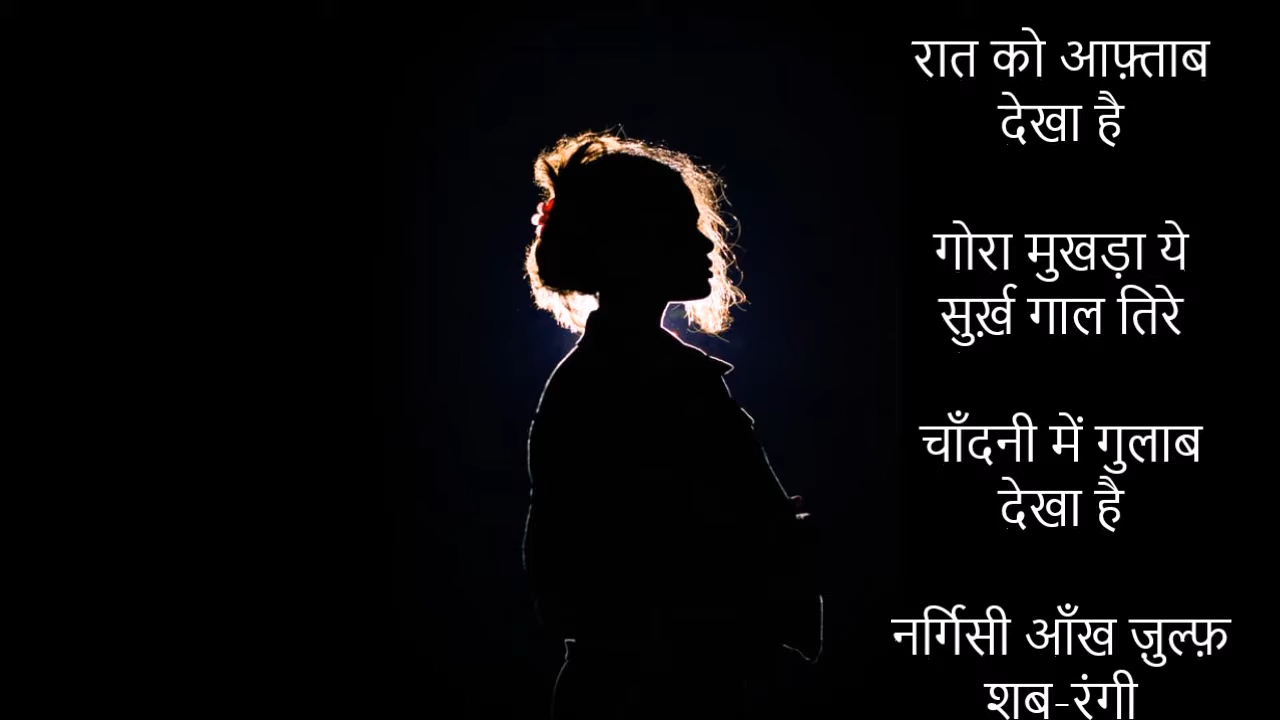 रात को आफ़्ताब
देखा है
गोरा मुखड़ा ये
सुर्ख़ गाल तिरे
चाँदनी में गुलाब
देखा है
नर्गिसी आँख ज़ुल्फ़
शब-रंगी